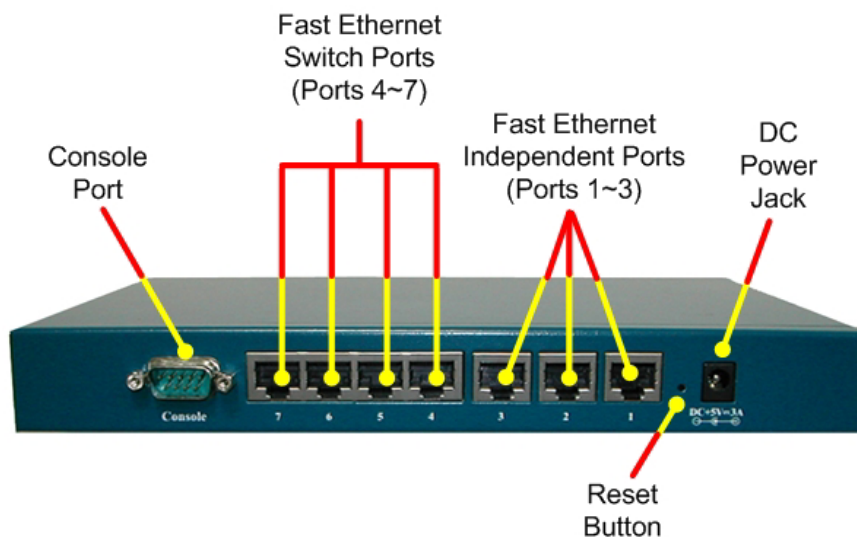 Fast Ethernet
Switch Ports
(Ports 4~7)
Fast Ethernet
Independent Ports
(Ports 1~3)
DC
Power
Jack
Console
Port
Console
7
6
5
4
3
2
1
DC+5V=3A
Reset
Button